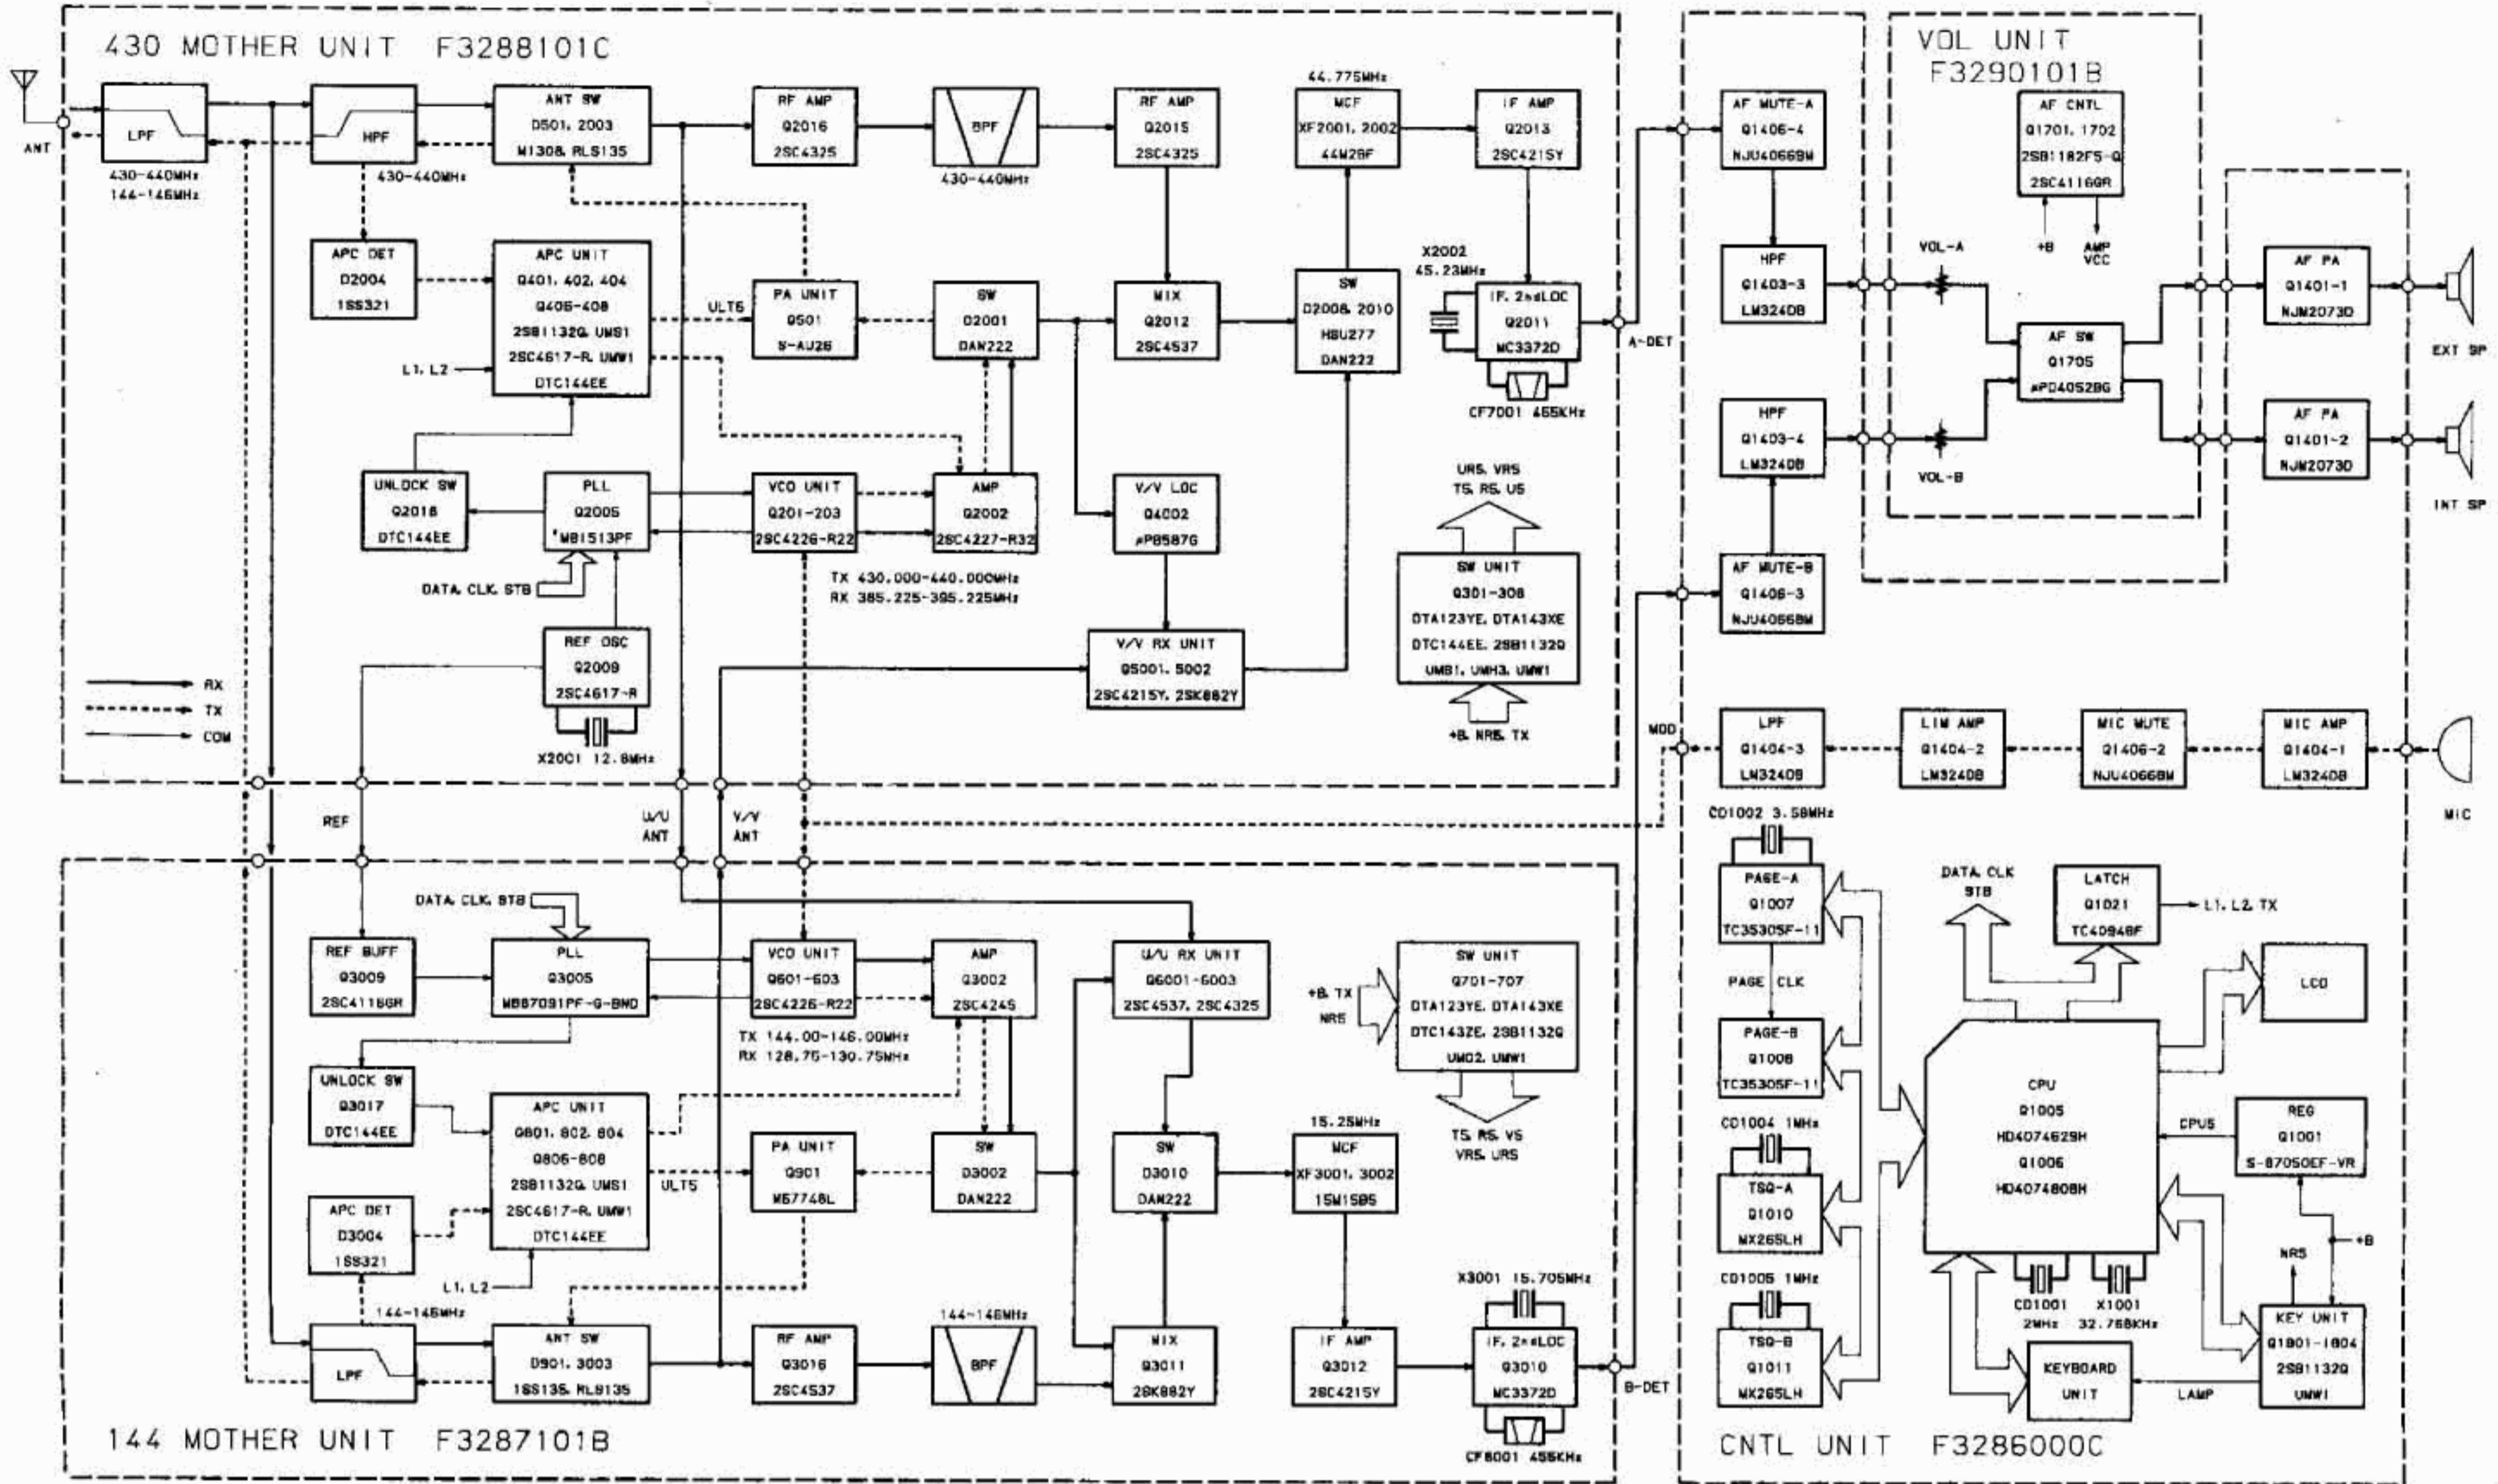 430 MOTHER UNIT F3288101C
ANT
LPF
430-440MHz
144-146MHz
HPF
430-440MHz
ANT SW
D501, 2003
MI308, RLS135
RF AMP
Q2016
2SC4325
BPF
430-440MHz
RF AMP
Q2015
2SC4325
44.775MHz
MCF
XF2001, 2002
44M2BF
IF AMP
Q2013
2SC4215Y
APC DET
D2004
1SS321
APC UNIT
Q401, 402, 404
Q406-408
2SB1132Q, UMS1
2SC4617-R, UMW1
DTC144EE
L1, L2
ULT5
PA UNIT
Q501
S-AU26
SW
D2001
DAN222
MIX
Q2012
2SC4537
SW
D2008, 2010
HSU277
DAN222
X2002
45.23MHz
IF, 2ndLOC
Q2011
MC3372D
CF7001 455KHz
A-DET
UNLOCK SW
Q2018
DTC144EE
PLL
Q2005
MB1513PF
DATA, CLK, STB
VCO UNIT
Q201-203
2SC4226-R22
AMP
Q2002
2SC4227-R32
TX 430.000-440.000MHz
RX 385.225-395.225MHz
V/V LOC
Q4002
μPB587G
URS, VRS
TS, RS, US
SW UNIT
Q301-308
DTA123YE, DTA143XE
DTC144EE, 2SB1132Q
UMS1, UMH3, UMW1
+B, NR5, TX
REF OSC
Q2009
2SC4617-R
X2001 12.8MHz
V/V RX UNIT
Q5001, 5002
2SC4215Y, 2SK882Y
RX
TX
COM
REF
U/U
ANT
V/V
ANT
MOD
144 MOTHER UNIT F3287101B
DATA, CLK, STB
REF BUFF
Q3009
2SC4116GR
PLL
Q3005
MB87091PF-G-BND
VCO UNIT
Q601-603
2SC4226-R22
AMP
Q3002
2SC4245
TX 144.00-146.00MHz
RX 128.75-130.75MHz
U/U RX UNIT
Q6001-6003
2SC4537, 2SC4325
+B, TX
NR5
SW UNIT
Q701-707
DTA123YE, DTA143XE
DTC143ZE, 2SB1132Q
UMD2, UMW1
TS, RS, VS
VRS, URS
UNLOCK SW
Q3017
DTC144EE
APC UNIT
Q801, 802, 804
Q806-808
2SB1132Q, UMS1
2SC4617-R, UMW1
DTC144EE
L1, L2
ULT5
APC DET
D3004
1SS321
PA UNIT
Q901
M57748L
SW
D3002
DAN222
SW
D3010
DAN222
15.25MHz
MCF
XF3001, 3002
15M15B5
144-146MHz
LPF
ANT SW
D901, 3003
1SS135, RLS135
RF AMP
Q3016
2SC4537
144-146MHz
BPF
MIX
Q3011
2SK882Y
IF AMP
Q3012
2SC4215Y
X3001 15.705MHz
IF, 2ndLOC
Q3010
MC3372D
CF8001 455KHz
B-DET
VOL UNIT
F3290101B
AF MUTE-A
Q1406-4
NJU4066BM
AF CNTL
Q1701, 1702
2SB1182F5-Q
2SC4116GR
+B
AMP
VCC
HPF
Q1403-3
LM324DB
VOL-A
AF SW
Q1705
μPD4052BG
AF PA
Q1401-1
NJM2073D
EXT SP
HPF
Q1403-4
LM324DB
VOL-B
AF PA
Q1401-2
NJM2073D
INT SP
AF MUTE-B
Q1406-3
NJU4066BM
LPF
Q1404-3
LM324DB
LIM AMP
Q1404-2
LM324DB
MIC MUTE
Q1406-2
NJU4066BM
MIC AMP
Q1404-1
LM324DB
MIC
CD1002 3.58MHz
PAGE-A
Q1007
TC35305F-11
PAGE CLK
PAGE-B
Q1008
TC35305F-11
CD1004 1MHz
TSQ-A
Q1010
MX265LH
CD1005 1MHz
TSQ-B
Q1011
MX265LH
DATA, CLK
STB
LATCH
Q1021
TC4094BF
L1, L2, TX
LCD
CPU
Q1005
HD4074629H
Q1006
HD4074808H
CPU5
REG
Q1001
S-87050EF-VR
+B
NR5
CD1001
2MHz
X1001
32.768KHz
KEY UNIT
Q1801-1804
2SB1132Q
UMW1
KEYBOARD
UNIT
LAMP
CNTL UNIT F3286000C